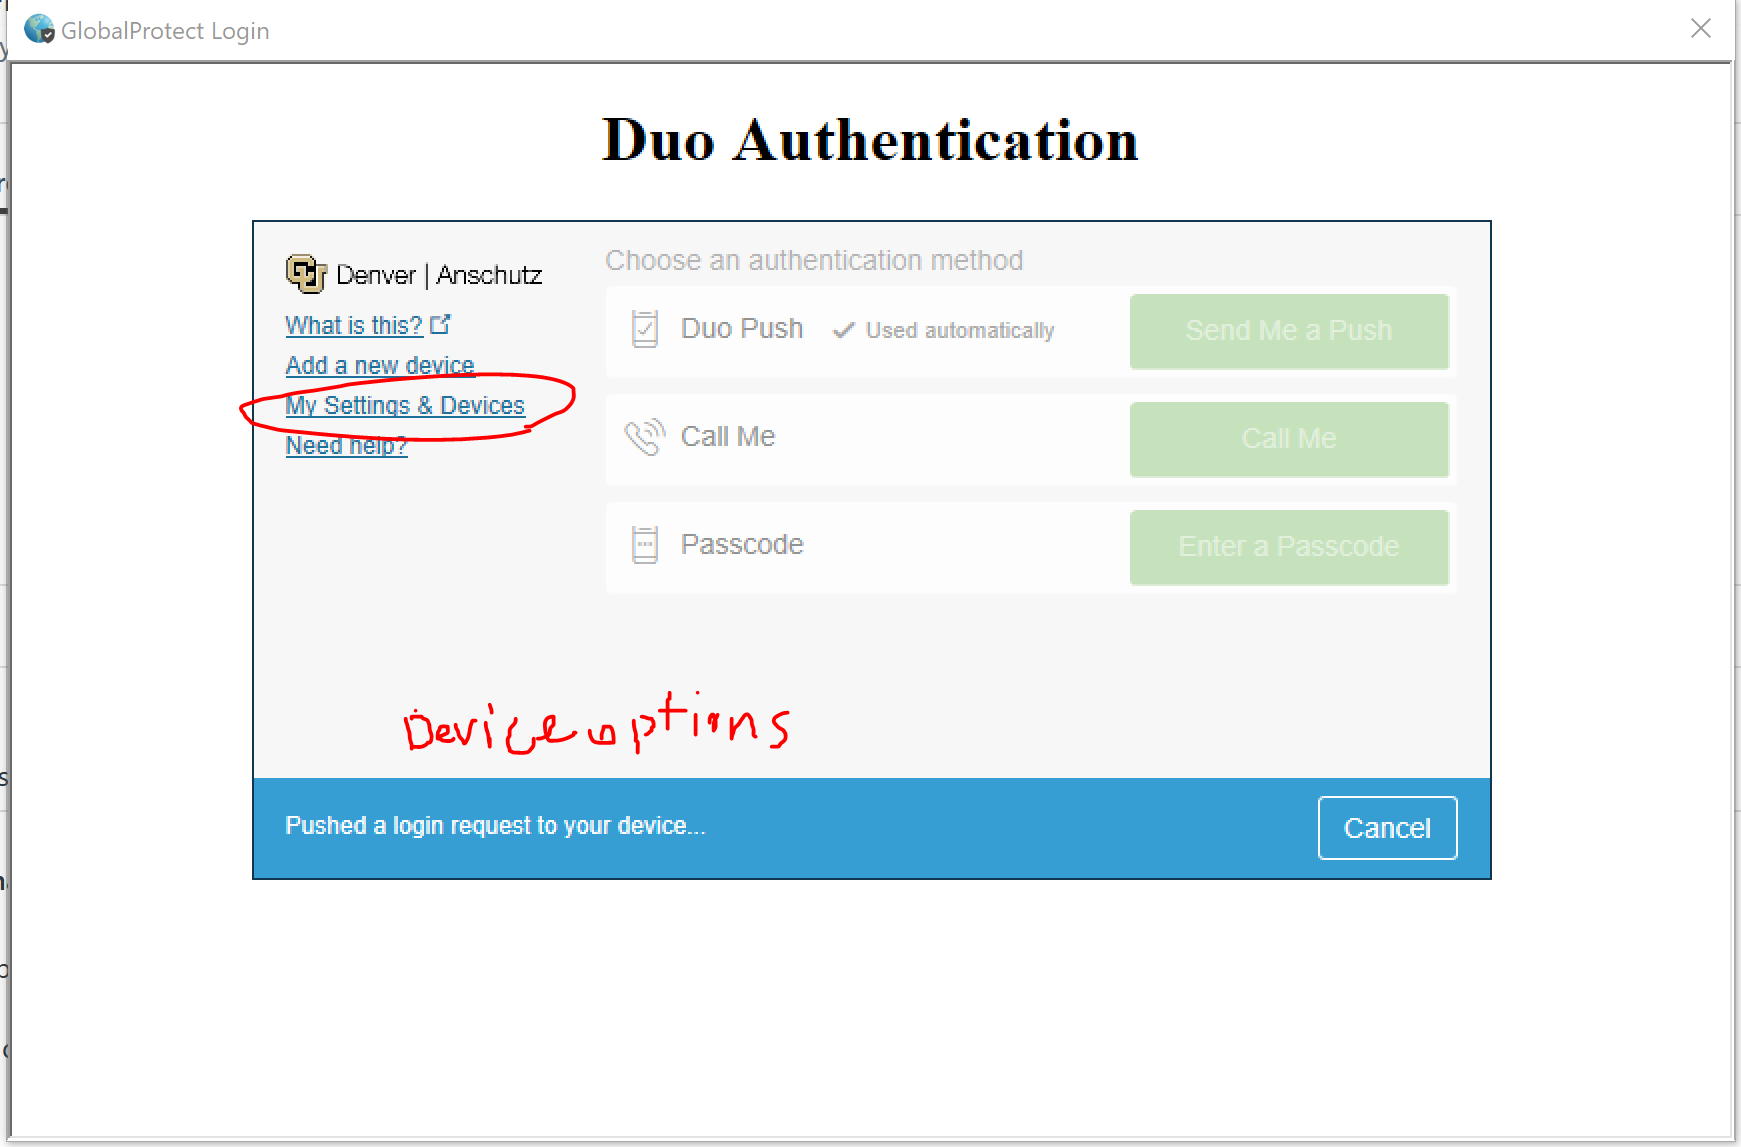 GlobalProtect Login
Duo Authentication
Denver | Anschutz
What is this?
Add a new device
My Settings & Devices
Need help?
Choose an authentication method
Duo Push Used automatically Send Me a Push
Call Me Call Me
Passcode Enter a Passcode
Device options
Pushed a login request to your device... Cancel